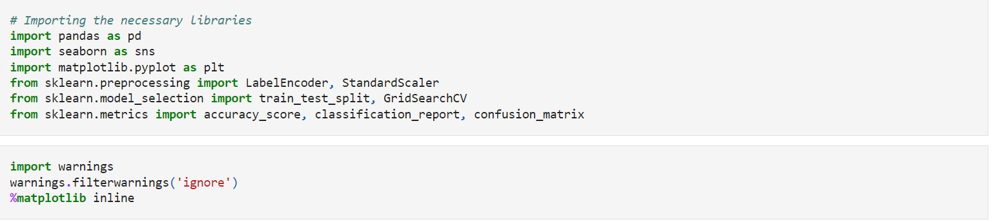 # Importing the necessary libraries
import pandas as pd
import seaborn as sns
import matplotlib.pyplot as plt
from sklearn.preprocessing import LabelEncoder, StandardScaler
from sklearn.model_selection import train_test_split, GridSearchCV
from sklearn.metrics import accuracy_score, classification_report, confusion_matrix
import warnings
warnings.filterwarnings('ignore')
%matplotlib inline